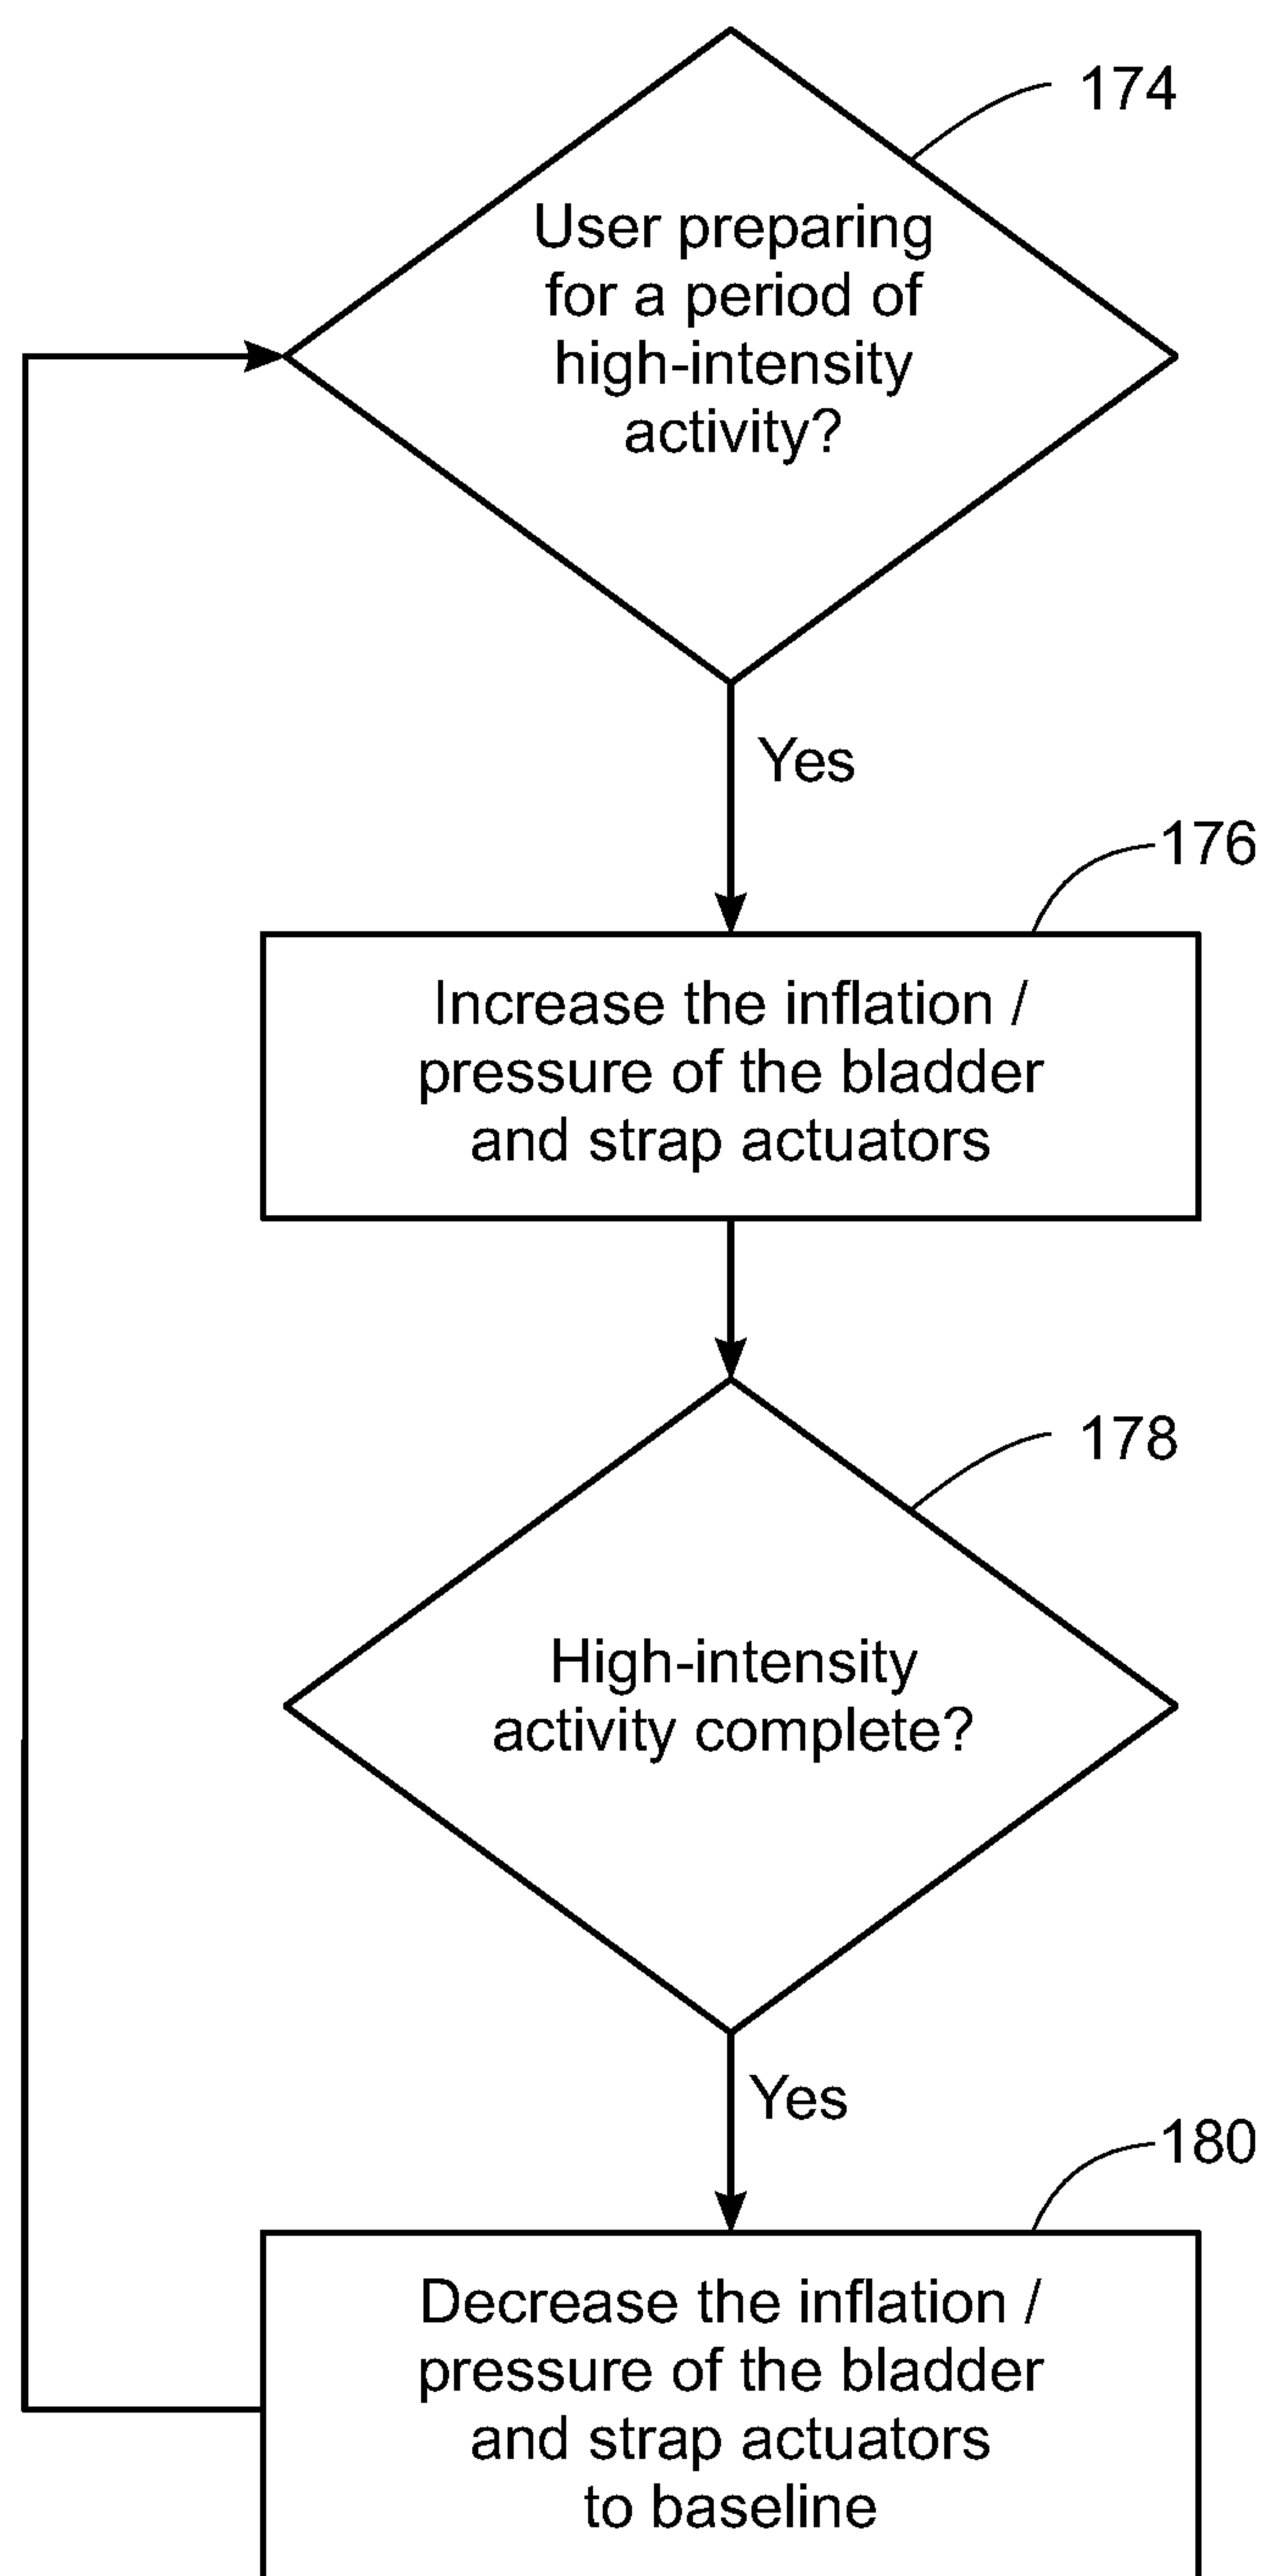 174
User preparing
for a period of
high-intensity
activity?
Yes
176
Increase the inflation /
pressure of the bladder
and strap actuators
178
High-intensity
activity complete?
Yes
180
Decrease the inflation /
pressure of the bladder
and strap actuators
to baseline